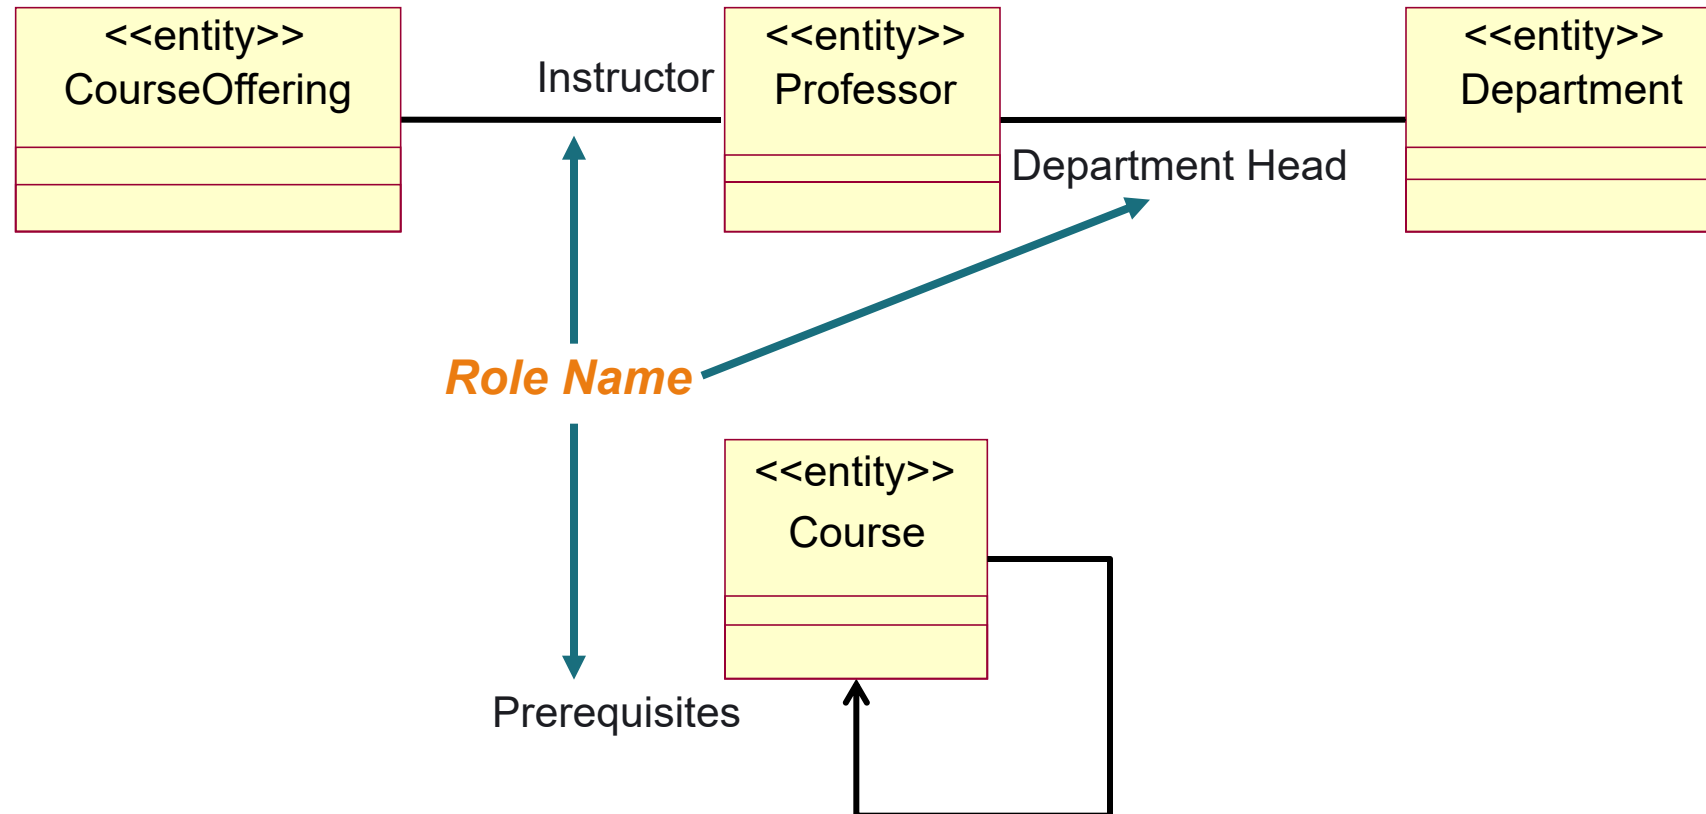 <<entity>>
CourseOffering
Instructor
<<entity>>
Professor
Department Head
<<entity>>
Department
Role Name
<<entity>>
Course
Prerequisites